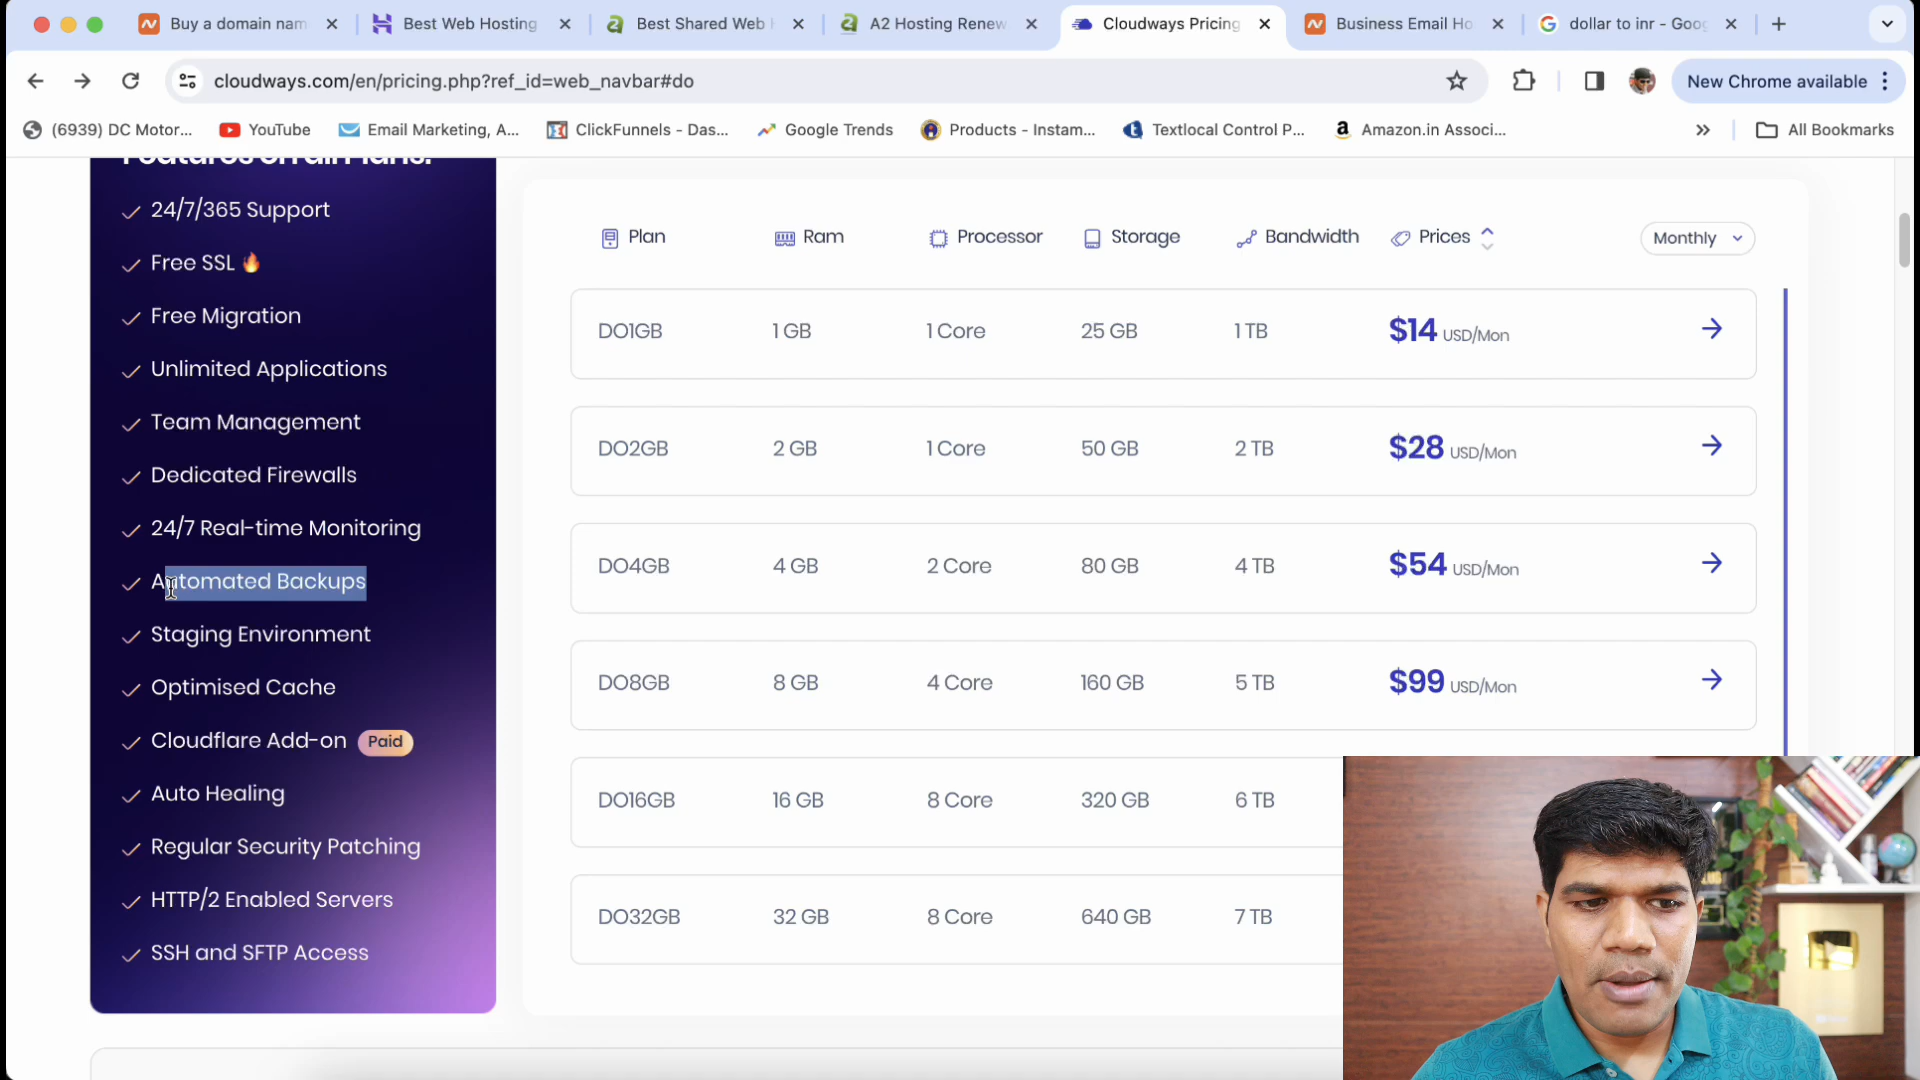 Buy a domain nam
Best Web Hosting
Best Shared Web H
A2 Hosting Renew
Cloudways Pricing
Business Email Ho
dollar to inr - Goog
cloudways.com/en/pricing.php?ref_id=web_navbar#do
New Chrome available
(6939) DC Motor...
YouTube
Email Marketing, A...
ClickFunnels - Das...
Google Trends
Products - Instam...
Textlocal Control P...
Amazon.in Associ...
All Bookmarks
Features on all Plans:
24/7/365 Support
Free SSL 🔥
Free Migration
Unlimited Applications
Team Management
Dedicated Firewalls
24/7 Real-time Monitoring
Automated Backups
Staging Environment
Optimised Cache
Cloudflare Add-on Paid
Auto Healing
Regular Security Patching
HTTP/2 Enabled Servers
SSH and SFTP Access
Plan Ram Processor Storage Bandwidth Prices Monthly
DO1GB 1 GB 1 Core 25 GB 1 TB $14 USD/Mon
DO2GB 2 GB 1 Core 50 GB 2 TB $28 USD/Mon
DO4GB 4 GB 2 Core 80 GB 4 TB $54 USD/Mon
DO8GB 8 GB 4 Core 160 GB 5 TB $99 USD/Mon
DO16GB 16 GB 8 Core 320 GB 6 TB
DO32GB 32 GB 8 Core 640 GB 7 TB